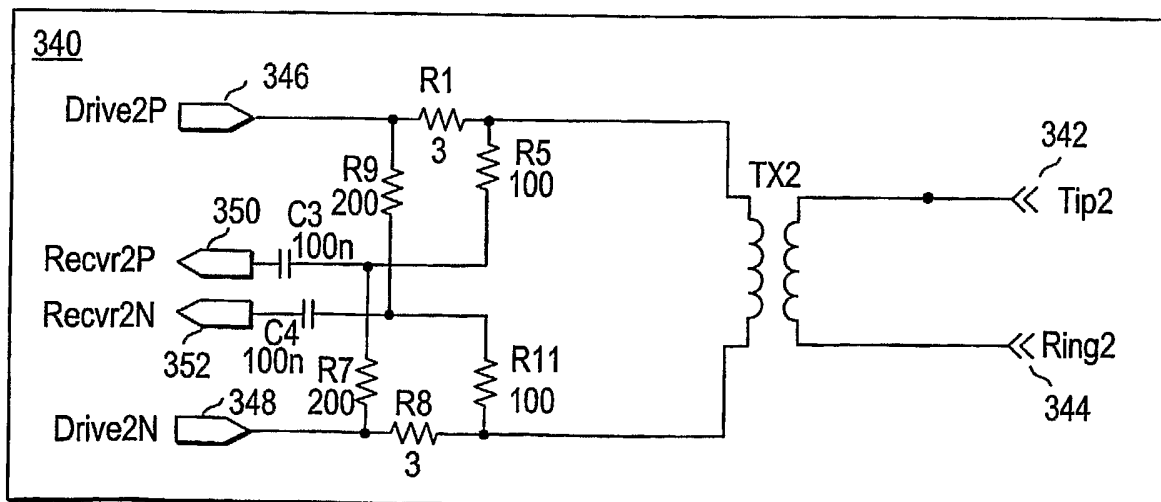 340
346
Drive2P
R1
3
R5
100
R9
200
TX2
342
Tip2
350
C3
100n
Recvr2P
Recvr2N
352
C4
100n
R7
200
R11
100
Ring2
344
348
R8
3
Drive2N